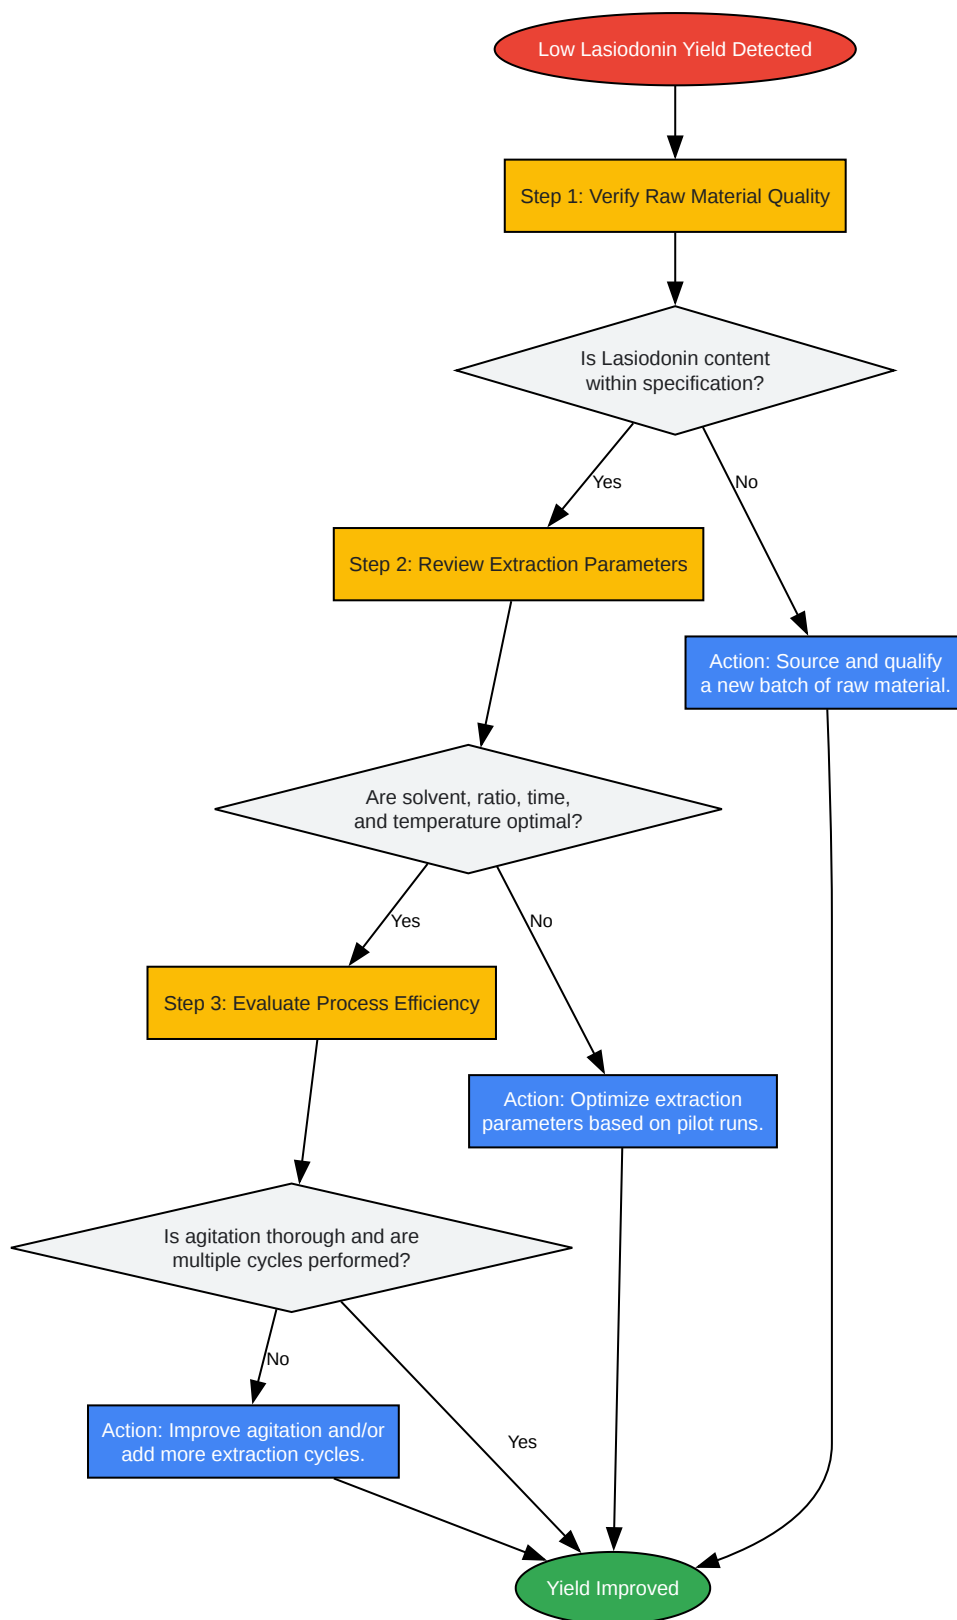 Low Lasiodonin Yield Detected
Step 1: Verify Raw Material Quality
Is Lasiodonin content
within specification?
Yes
No
Step 2: Review Extraction Parameters
Action: Source and qualify
a new batch of raw material.
Are solvent, ratio, time,
and temperature optimal?
Yes
No
Step 3: Evaluate Process Efficiency
Action: Optimize extraction
parameters based on pilot runs.
Is agitation thorough and are
multiple cycles performed?
No
Yes
Action: Improve agitation and/or
add more extraction cycles.
Yield Improved